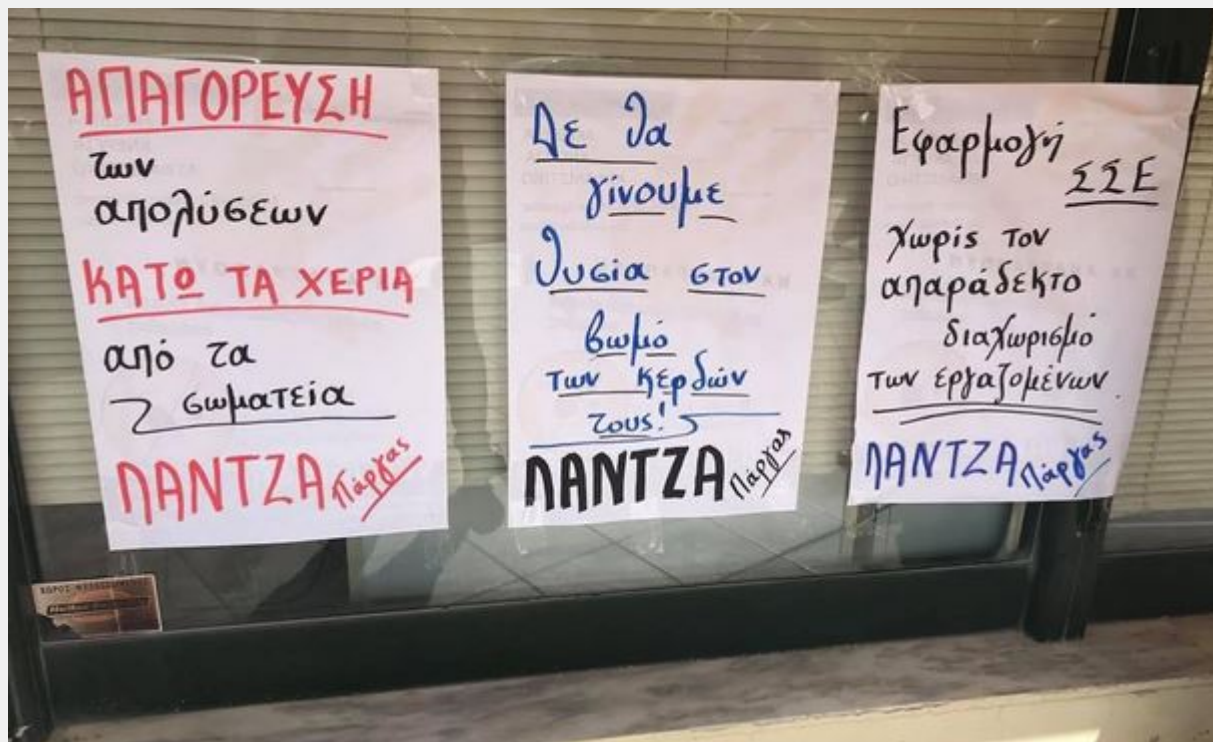 ΑΠΑΓΟΡΕΥΣΗ
των
απολύσεων
ΚΑΤΩ ΤΑ ΧΕΡΙΑ
από τα
σωματεία
ΛΑΝΤΖΑ Πάργας
Δε θα
γίνουμε
θυσία στον
βωμό
των κερδών
τους!
ΛΑΝΤΖΑ Πάργας
Εφαρμογή
ΣΣΕ
χωρίς τον
απαράδεκτο
διαχωρισμό
των εργαζομένων
ΛΑΝΤΖΑ Πάργας